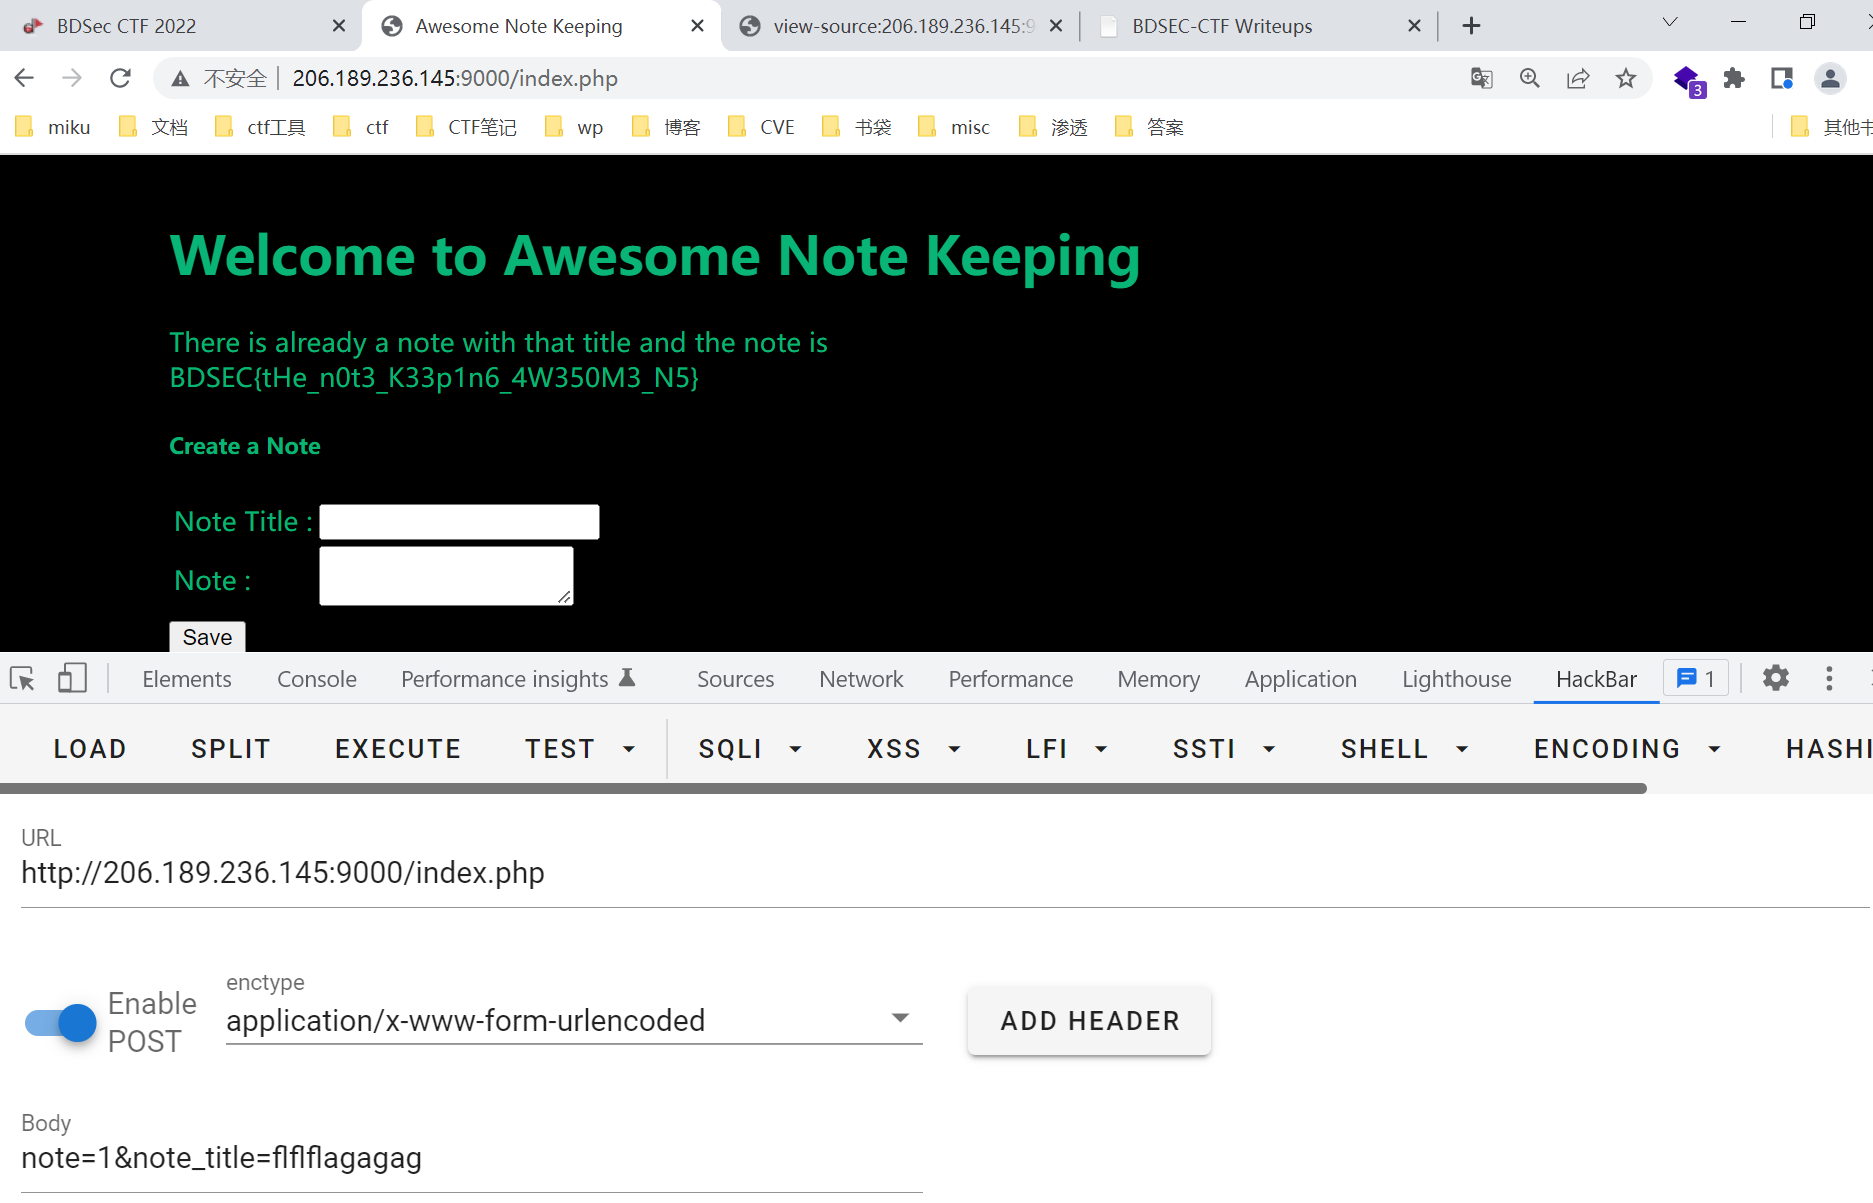 BDSec CTF 2022
Awesome Note Keeping
view-source:206.189.236.145:9
BDSEC-CTF Writeups
不安全 206.189.236.145:9000/index.php
3
miku 文档 ctf工具 ctf CTF笔记 wp 博客 CVE 书袋 misc 渗透 答案 其他书
Welcome to Awesome Note Keeping
There is already a note with that title and the note is
BDSEC{tHe_n0t3_K33p1n6_4W350M3_N5}
Create a Note
Note Title :
Note :
Save
Elements Console Performance insights Sources Network Performance Memory Application Lighthouse HackBar 1
LOAD SPLIT EXECUTE TEST SQLI XSS LFI SSTI SHELL ENCODING HASHI
URL
http://206.189.236.145:9000/index.php
Enable
POST
enctype
application/x-www-form-urlencoded
ADD HEADER
Body
note=1&note_title=flflflagagag